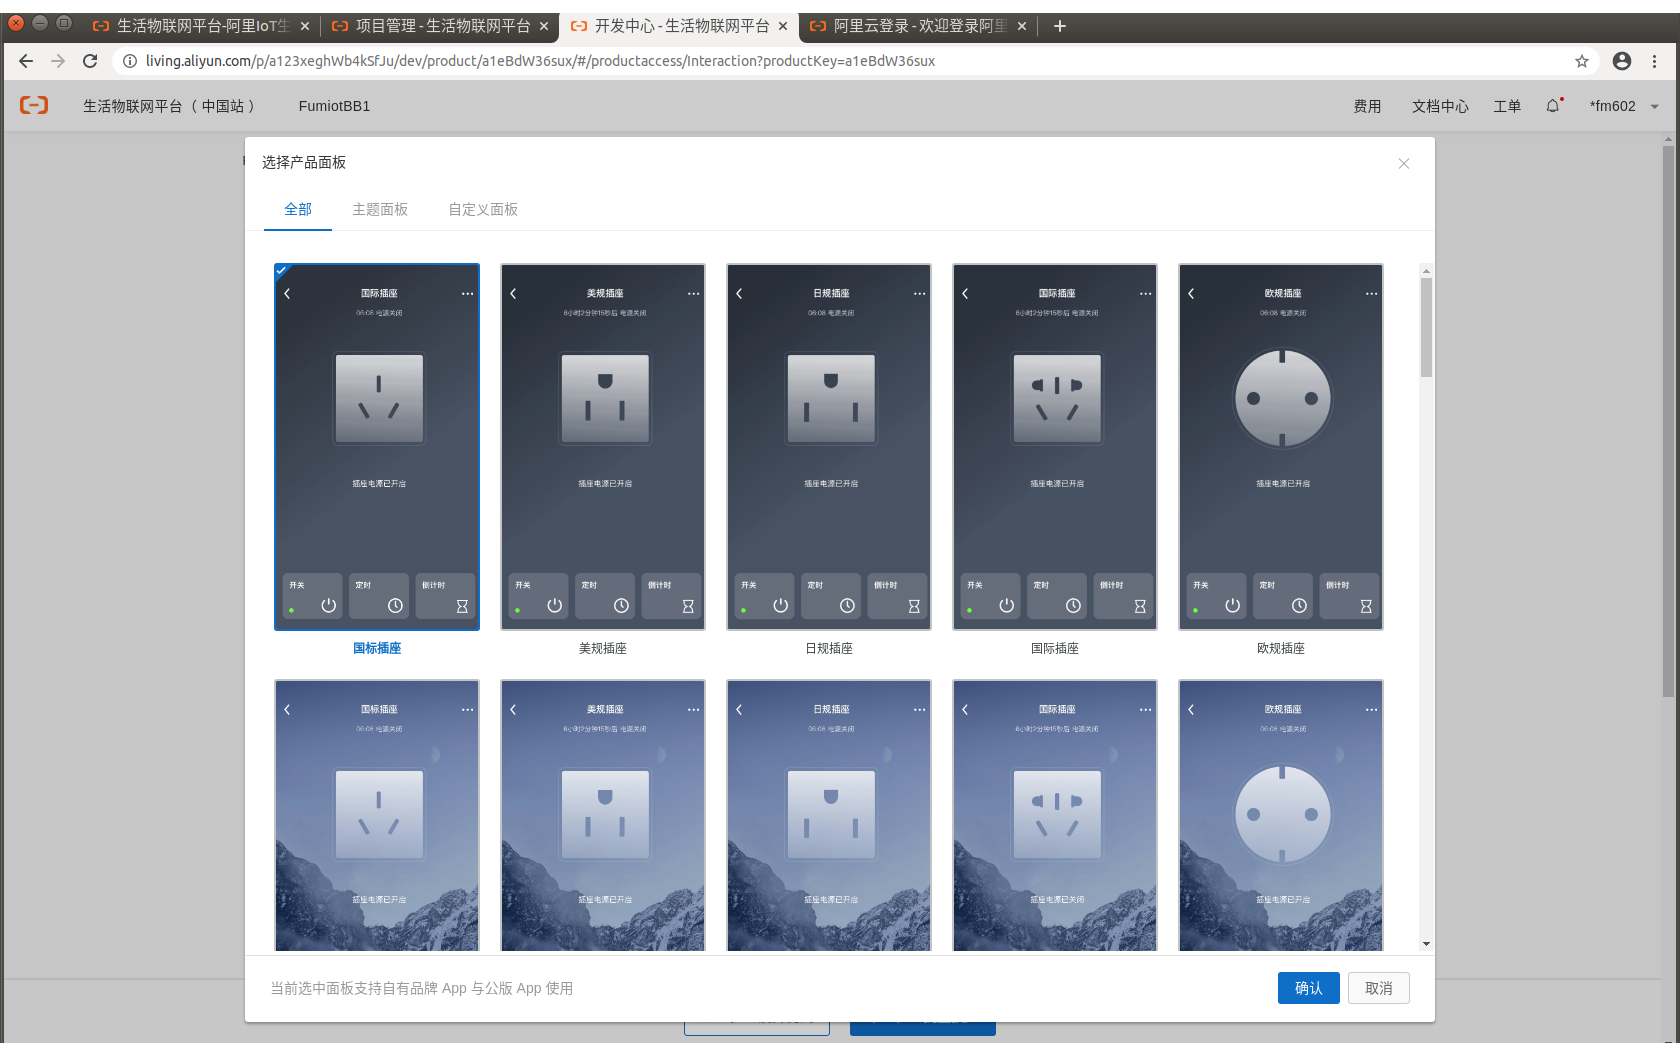 生活物联网平台-阿里IoT生
项目管理 - 生活物联网平台
开发中心 - 生活物联网平台
阿里云登录 - 欢迎登录阿里
living.aliyun.com/p/a123xeghWb4kSfJu/dev/product/a1eBdW36sux/#/productaccess/Interaction?productKey=a1eBdW36sux
生活物联网平台（ 中国站 ） FumiotBB1 费用 文档中心 工单 *fm602
选择产品面板
全部 主题面板 自定义面板
国际插座 美规插座 日规插座 国际插座 欧规插座
06:08 电源关闭 6小时2分钟15秒后 电源关闭 06:08 电源关闭 6小时2分钟15秒后 电源关闭 06:08 电源关闭
插座电源已开启 插座电源已开启 插座电源已开启 插座电源已开启 插座电源已开启
开关 定时 倒计时 开关 定时 倒计时 开关 定时 倒计时 开关 定时 倒计时 开关 定时 倒计时
国标插座 美规插座 日规插座 国际插座 欧规插座
国标插座 美规插座 日规插座 国际插座 欧规插座
06:08 电源关闭 6小时2分钟15秒后 电源关闭 06:08 电源关闭 6小时2分钟15秒后 电源关闭 06:08 电源关闭
插座电源已开启 插座电源已开启 插座电源已开启 插座电源已关闭 插座电源已开启
当前选中面板支持自有品牌 App 与公版 App 使用
确认 取消